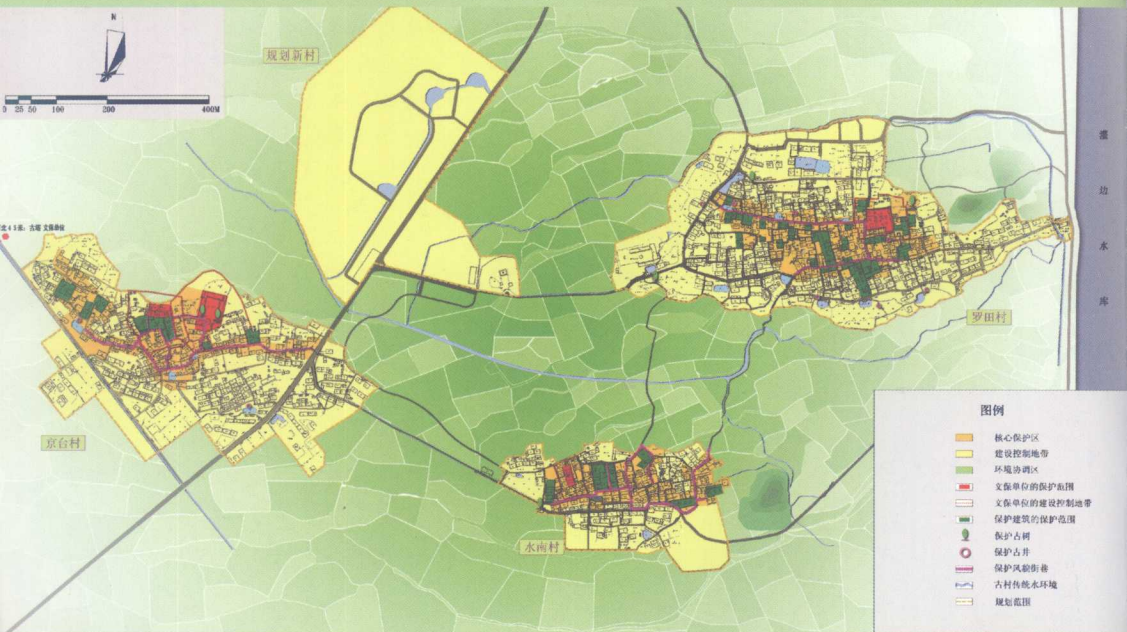 N
0 25 50 100 200 400M
规划新村
罗田村
京台村
水南村
水
库
图例
核心保护区
建设控制地带
环境协调区
文保单位的保护范围
文保单位的建设控制地带
保护建筑的保护范围
保护古树
保护古井
保护风貌街巷
古村传统水环境
规划范围